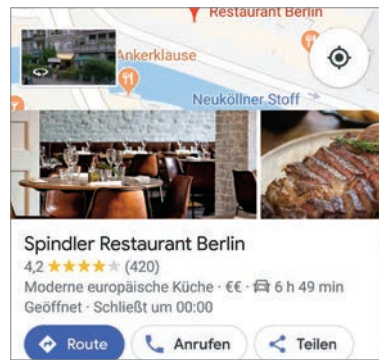 Restaurant Berlin
Ankerklause
Neuköllner Stoff
Spindler Restaurant Berlin
4,2 ★★★★★ (420)
Moderne europäische Küche · €€ · 6 h 49 min
Geöffnet · Schließt um 00:00
Route Anrufen Teilen